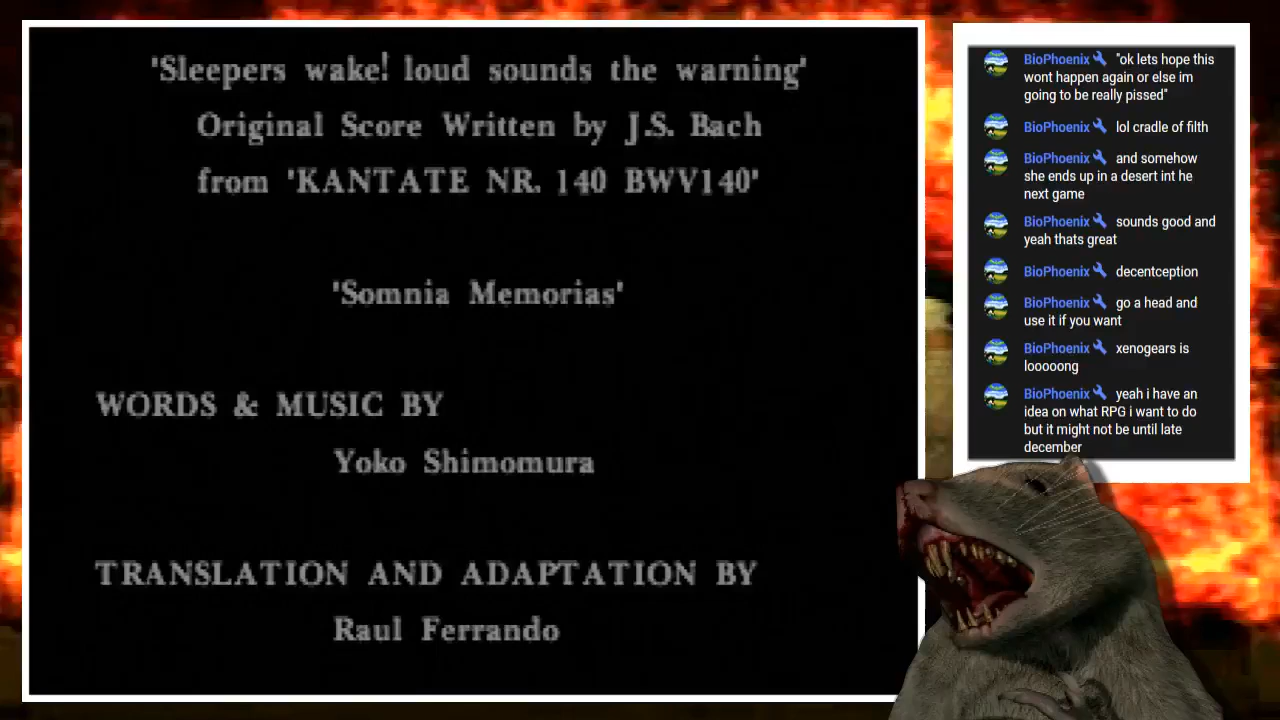 'Sleepers wake! loud sounds the warning'
Original Score Written by J.S. Bach
from 'KANTATE NR. 140 BWV140'
'Somnia Memorias'
WORDS & MUSIC BY
Yoko Shimomura
TRANSLATION AND ADAPTATION BY
Raul Ferrando
BioPhoenix "ok lets hope this
wont happen again or else im
going to be really pissed"
BioPhoenix lol cradle of filth
BioPhoenix and somehow
she ends up in a desert int he
next game
BioPhoenix sounds good and
yeah thats great
BioPhoenix decentception
BioPhoenix go a head and
use it if you want
BioPhoenix xenogears is
looooong
BioPhoenix yeah i have an
idea on what RPG i want to do
but it might not be until late
december